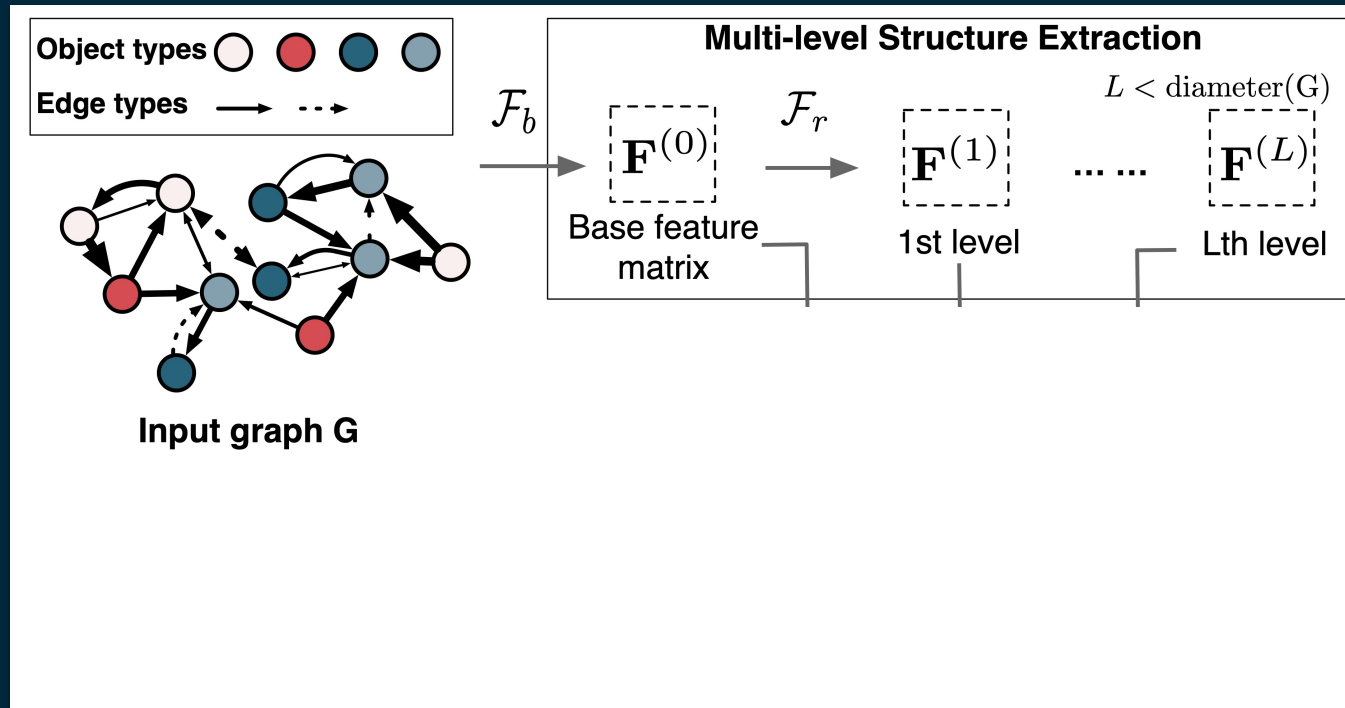 Object types
Edge types
Multi-level Structure Extraction
L < diameter(G)
𝓕_b
𝓕_r
𝐅^(0)
𝐅^(1)
... ...
𝐅^(L)
Base feature
matrix
1st level
Lth level
Input graph G